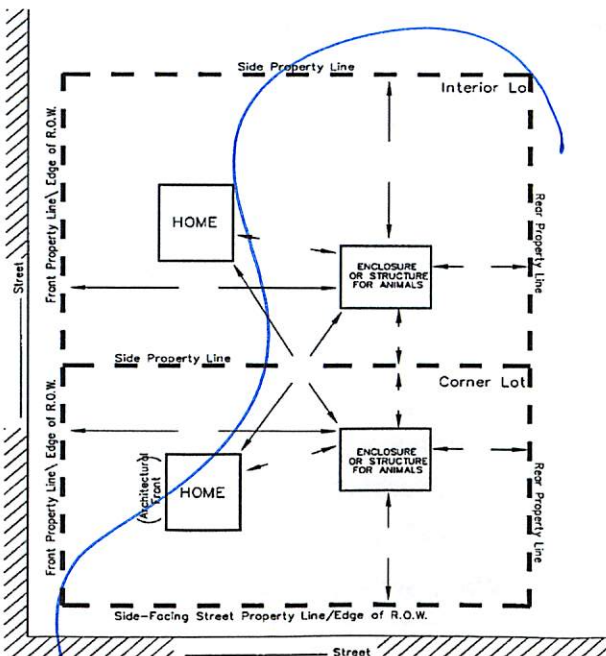 Side Property Line
Interior Lo
Front Property Line\ Edge of R.O.W.
Street
HOME
ENCLOSURE
OR STRUCTURE
FOR ANIMALS
Rear Property Line
Side Property Line
Corner Lot
Front Property Line\ Edge of R.O.W.
(Architectural
Front)
HOME
ENCLOSURE
OR STRUCTURE
FOR ANIMALS
Rear Property Line
Side-Facing Street Property Line/Edge of R.O.W.
Street